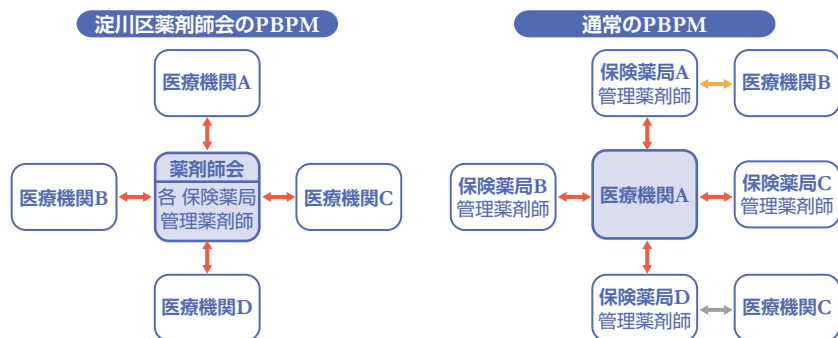 淀川区薬剤師会のPBPM
医療機関A
医療機関B
薬剤師会
各 保険薬局
管理薬剤師
医療機関C
医療機関D
通常のPBPM
保険薬局A
管理薬剤師
医療機関B
保険薬局B
管理薬剤師
医療機関A
保険薬局C
管理薬剤師
保険薬局D
管理薬剤師
医療機関C